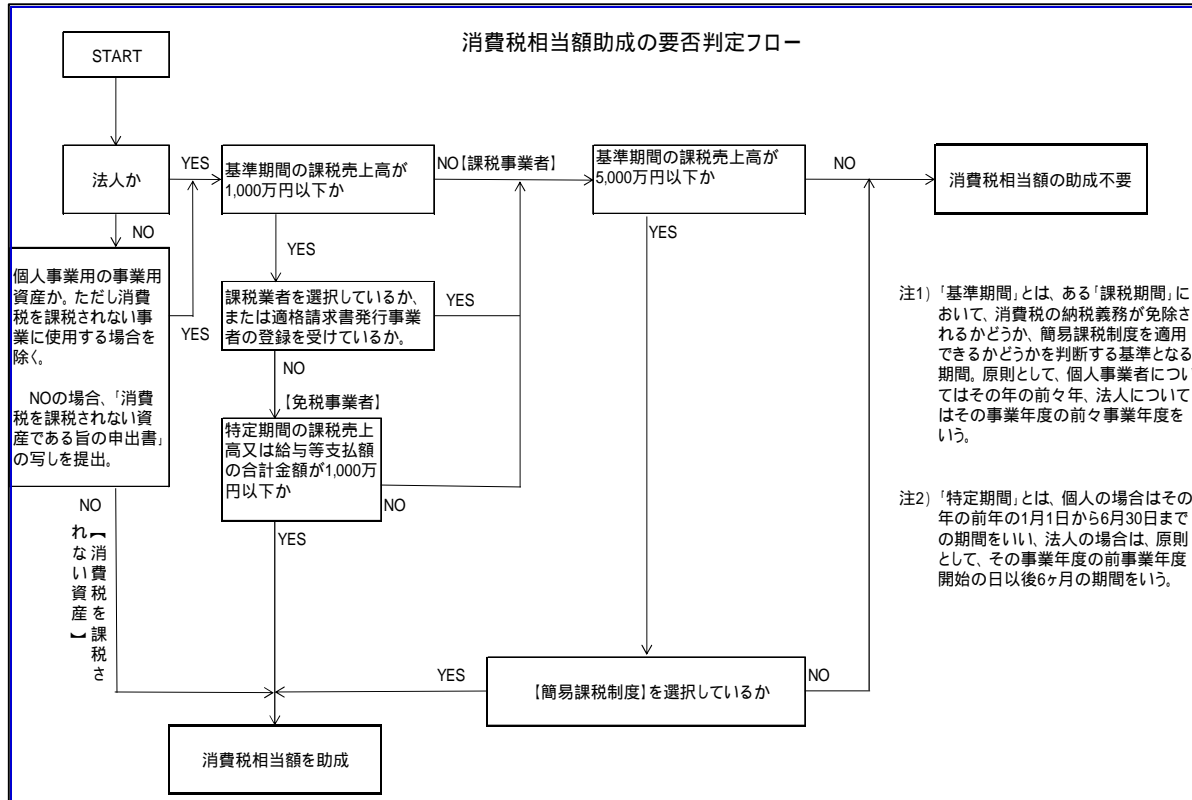 消費税相当額助成の要否判定フロー
START
法人か
YES
NO
基準期間の課税売上高が
1,000万円以下か
NO【課税事業者】
YES
基準期間の課税売上高が
5,000万円以下か
NO
YES
消費税相当額の助成不要
個人事業用の事業用
資産か。ただし消費
税を課税されない事
業に使用する場合を
除く。
NOの場合、「消費
税を課税されない資
産である旨の申出書」
の写しを提出。
YES
NO
【消費税を課税さ
れない資産】
課税業者を選択しているか、
または適格請求書発行事業
者の登録を受けているか。
YES
NO
【免税事業者】
特定期間の課税売上
高又は給与等支払額
の合計金額が1,000万
円以下か
NO
YES
【簡易課税制度】を選択しているか
YES
NO
消費税相当額を助成
注1)「基準期間」とは、ある「課税期間」に
おいて、消費税の納税義務が免除さ
れるかどうか、簡易課税制度を適用
できるかどうかを判断する基準となる
期間。原則として、個人事業者につい
てはその年の前々年、法人について
はその事業年度の前々事業年度を
いう。
注2)「特定期間」とは、個人の場合はその
年の前年の1月1日から6月30日まで
の期間をいい、法人の場合は、原則
として、その事業年度の前事業年度
開始の日以後6ヶ月の期間をいう。